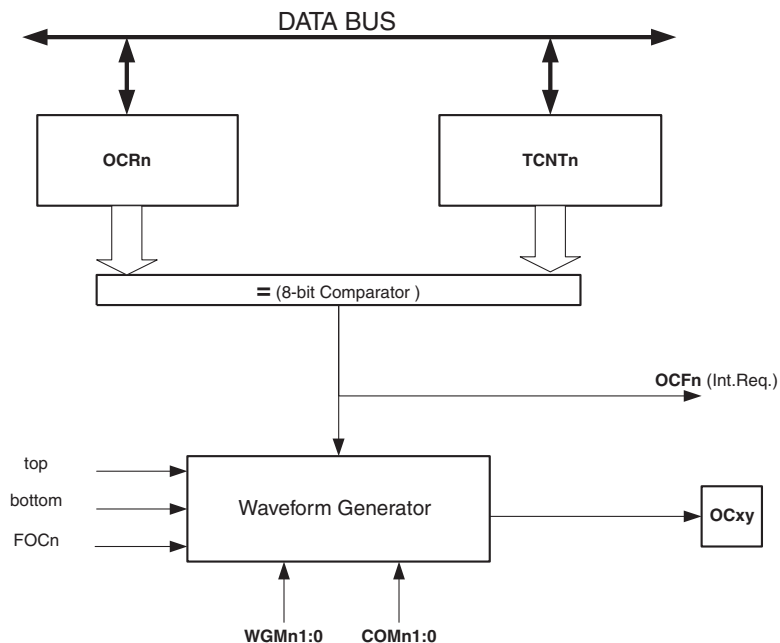 DATA BUS
OCRn
TCNTn
= (8-bit Comparator )
OCFn (Int.Req.)
top
bottom
FOCn
Waveform Generator
OCxy
WGMn1:0
COMn1:0